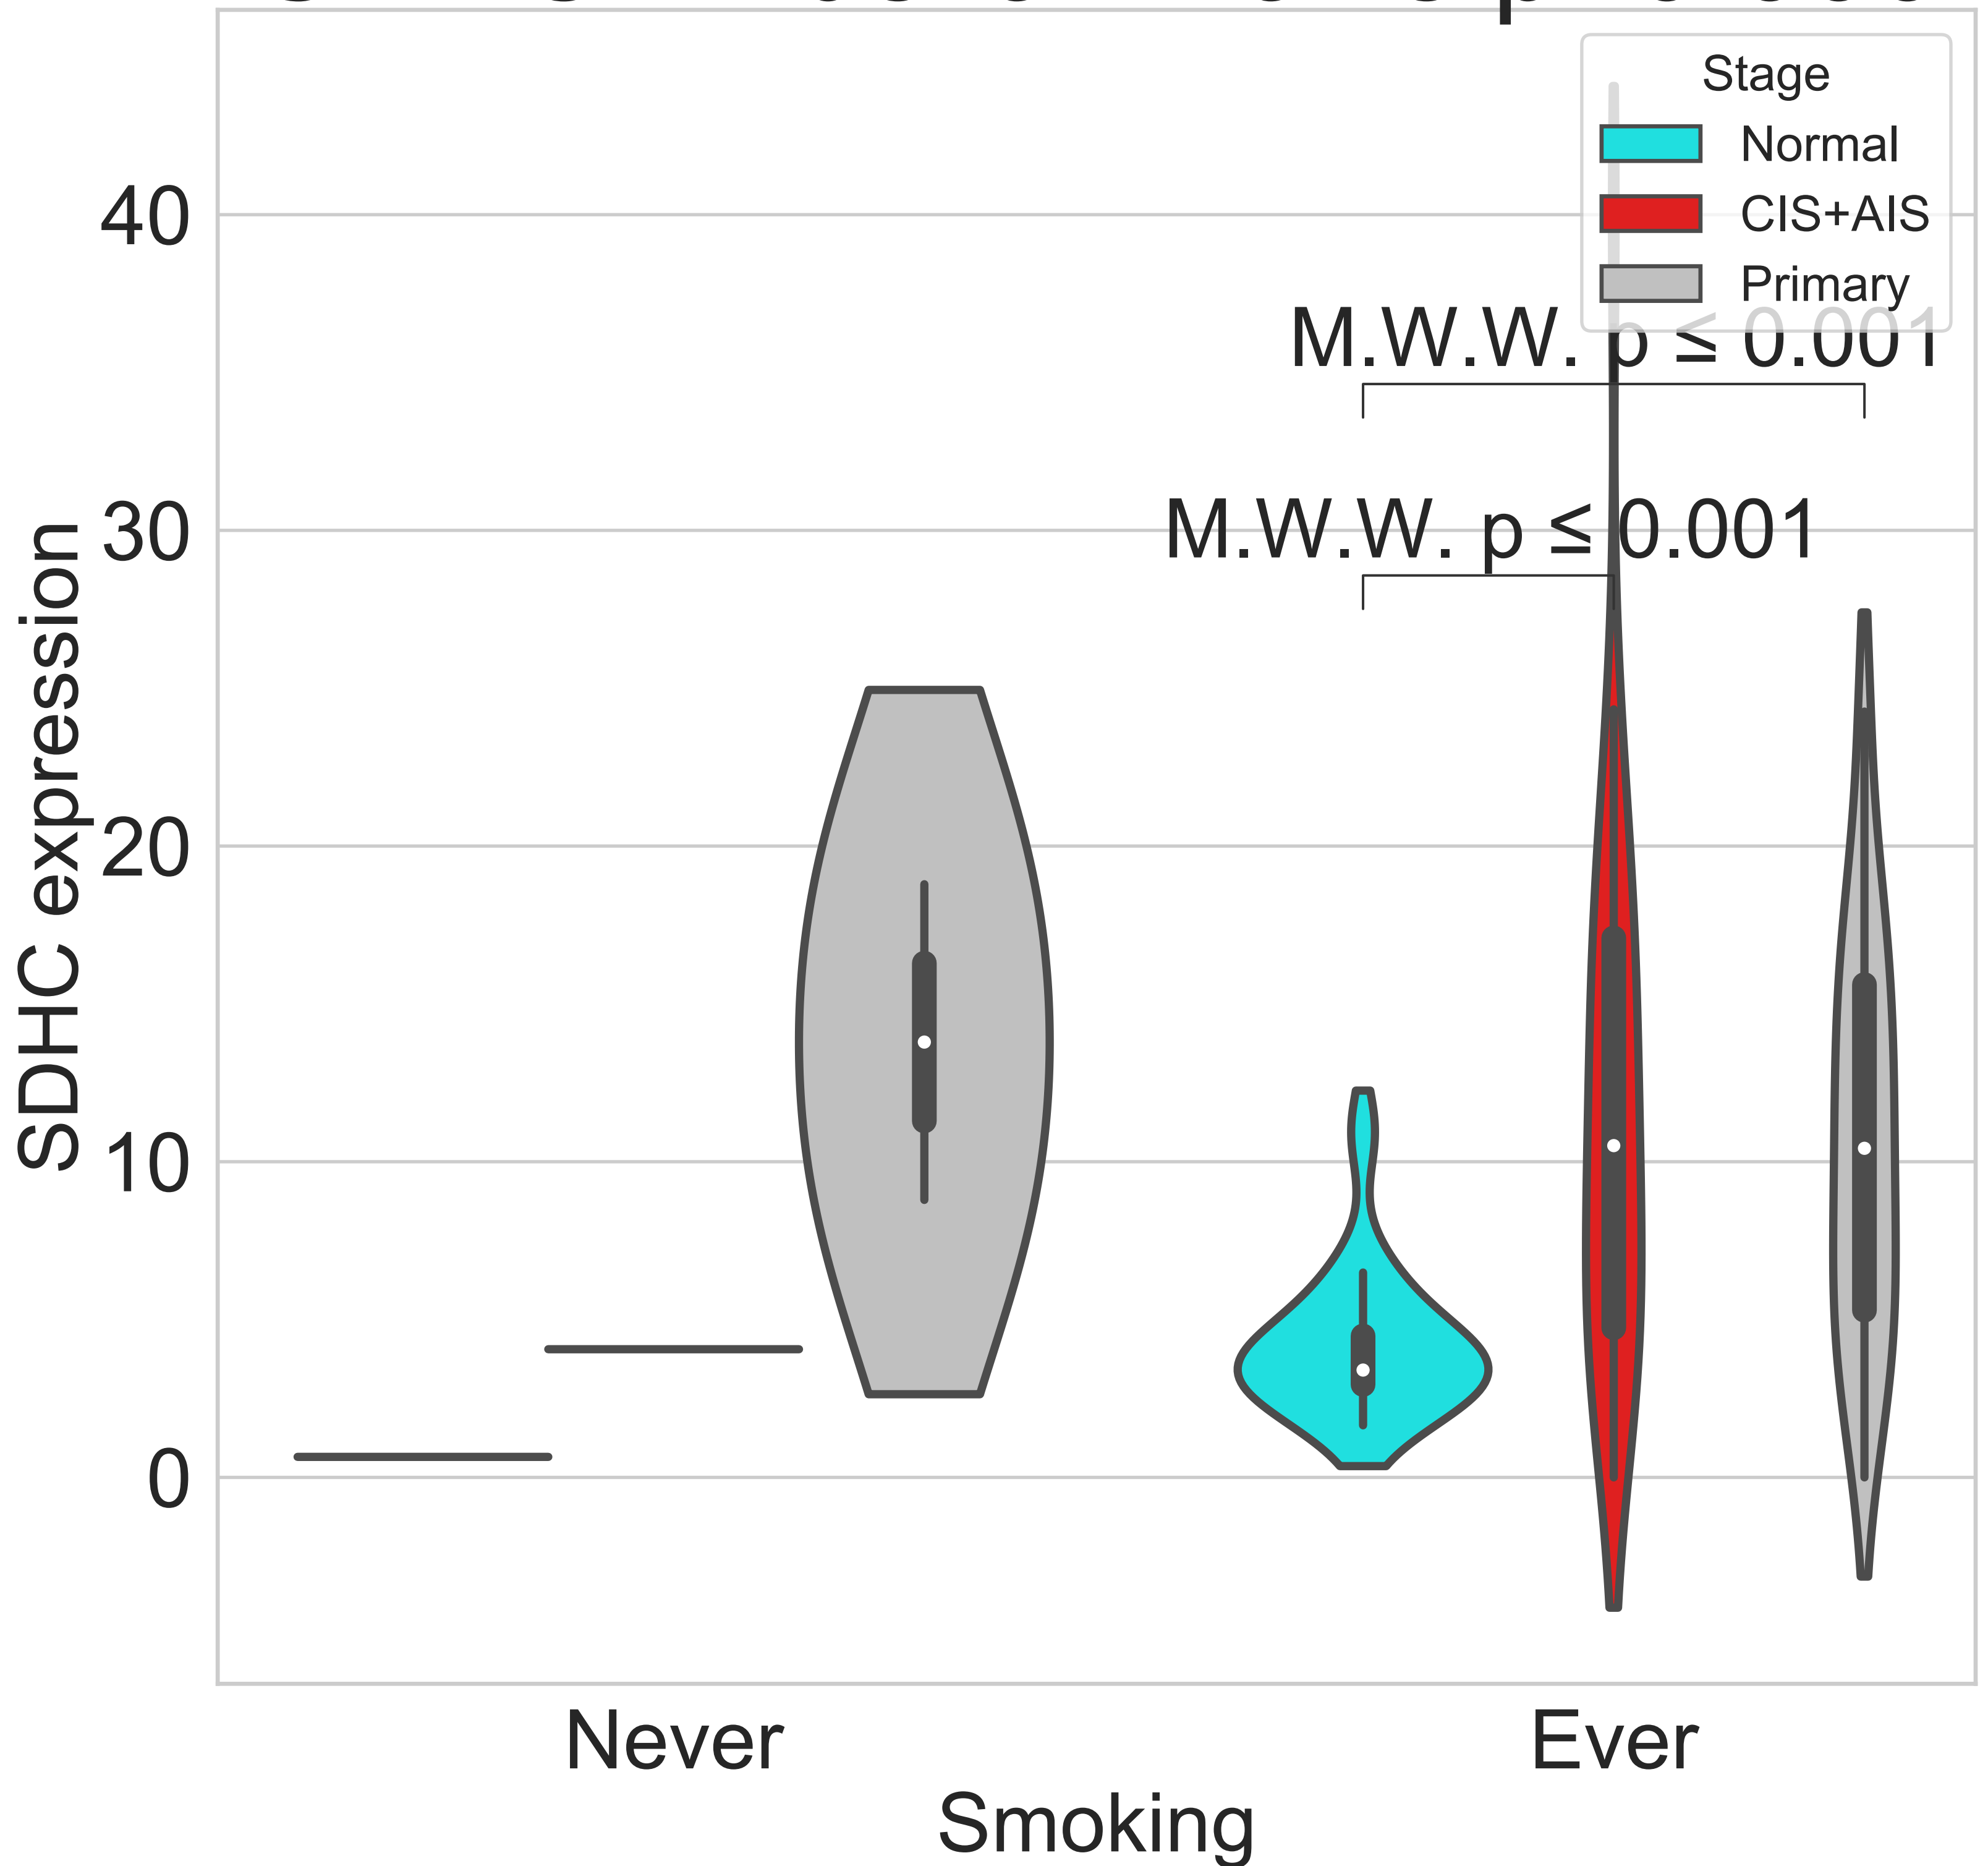 Stage
Normal
CIS+AIS
Primary
M.W.W. p ≤ 0.001
M.W.W. p ≤ 0.001
SDHC expression
40
30
20
10
0
Never
Ever
Smoking